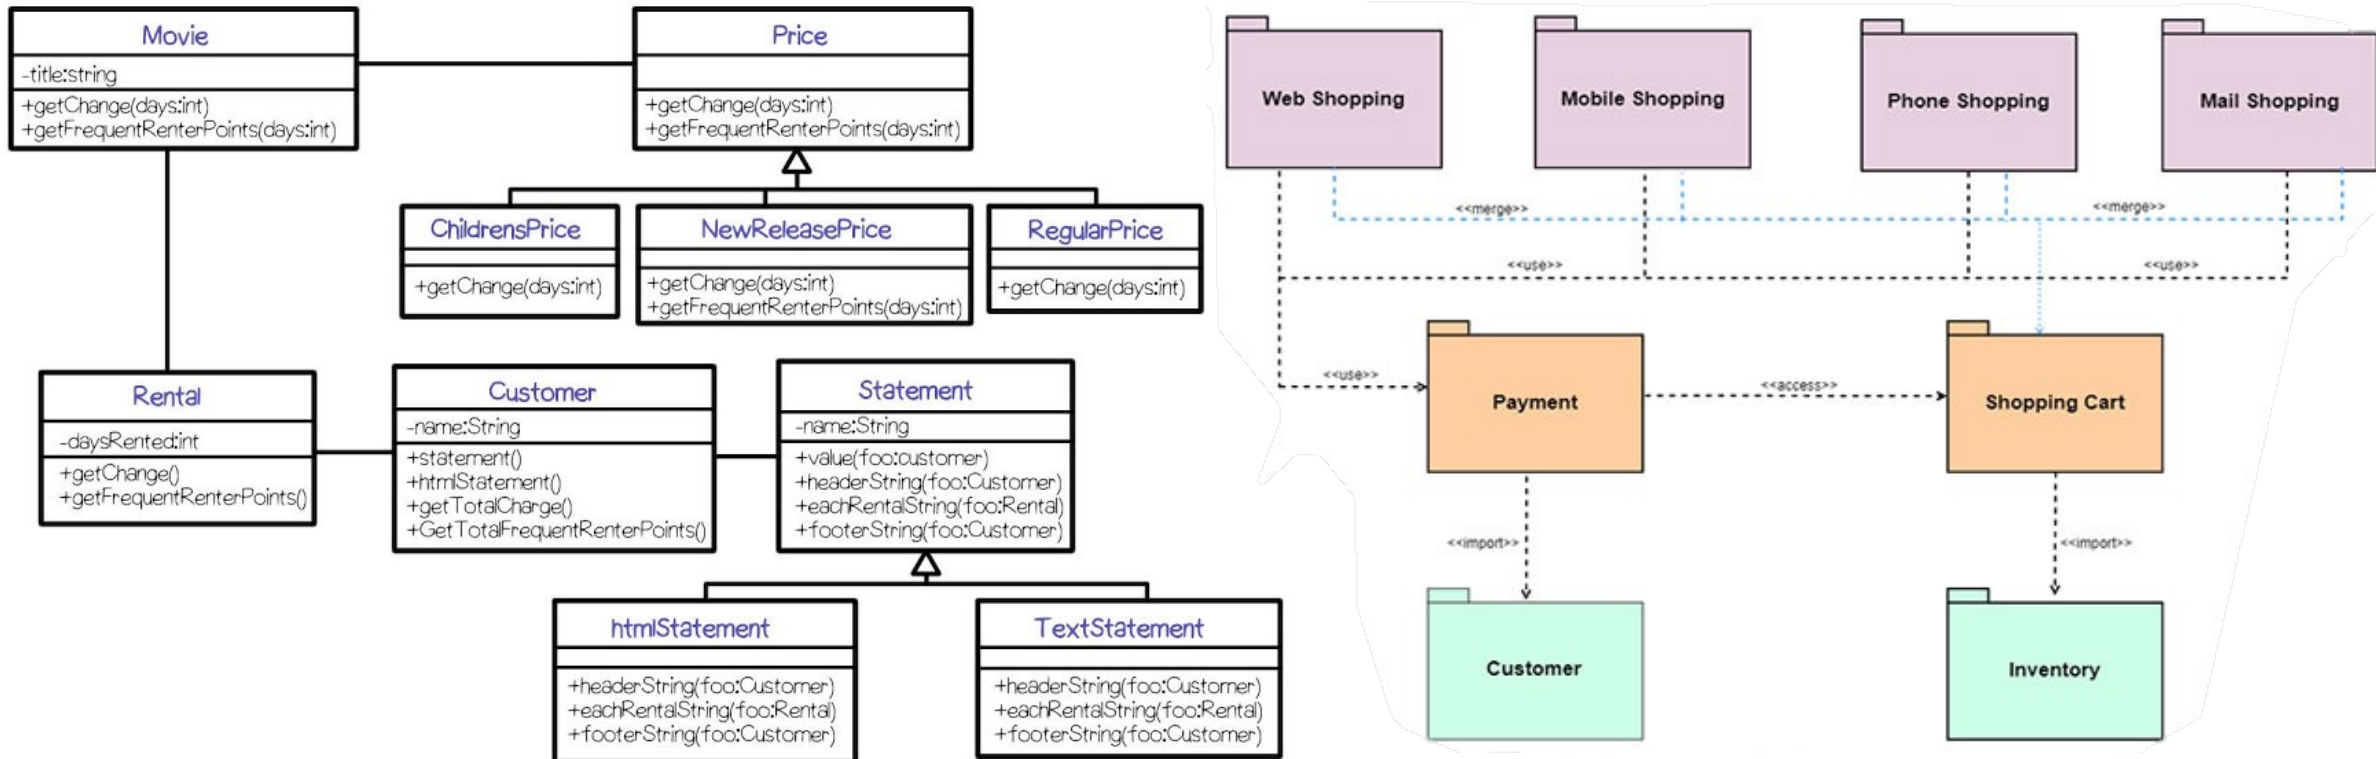 Movie
-title:string
+getChange(days:int)
+getFrequentRenterPoints(days:int)
Price
+getChange(days:int)
+getFrequentRenterPoints(days:int)
ChildrensPrice
+getChange(days:int)
NewReleasePrice
+getChange(days:int)
+getFrequentRenterPoints(days:int)
RegularPrice
+getChange(days:int)
Rental
-daysRented:int
+getChange()
+getFrequentRenterPoints()
Customer
-name:String
+statement()
+htmlStatement()
+getTotalCharge()
+GetTotalFrequentRenterPoints()
Statement
-name:String
+value(foo:customer)
+headerString(foo:Customer)
+eachRentalString(foo:Rental)
+footerString(foo:Customer)
htmlStatement
+headerString(foo:Customer)
+eachRentalString(foo:Rental)
+footerString(foo:Customer)
TextStatement
+headerString(foo:Customer)
+eachRentalString(foo:Rental)
+footerString(foo:Customer)
Web Shopping
Mobile Shopping
Phone Shopping
Mail Shopping
<<merge>>
<<merge>>
<<use>>
<<use>>
<<use>>
Payment
<<access>>
Shopping Cart
<<import>>
<<import>>
Customer
Inventory